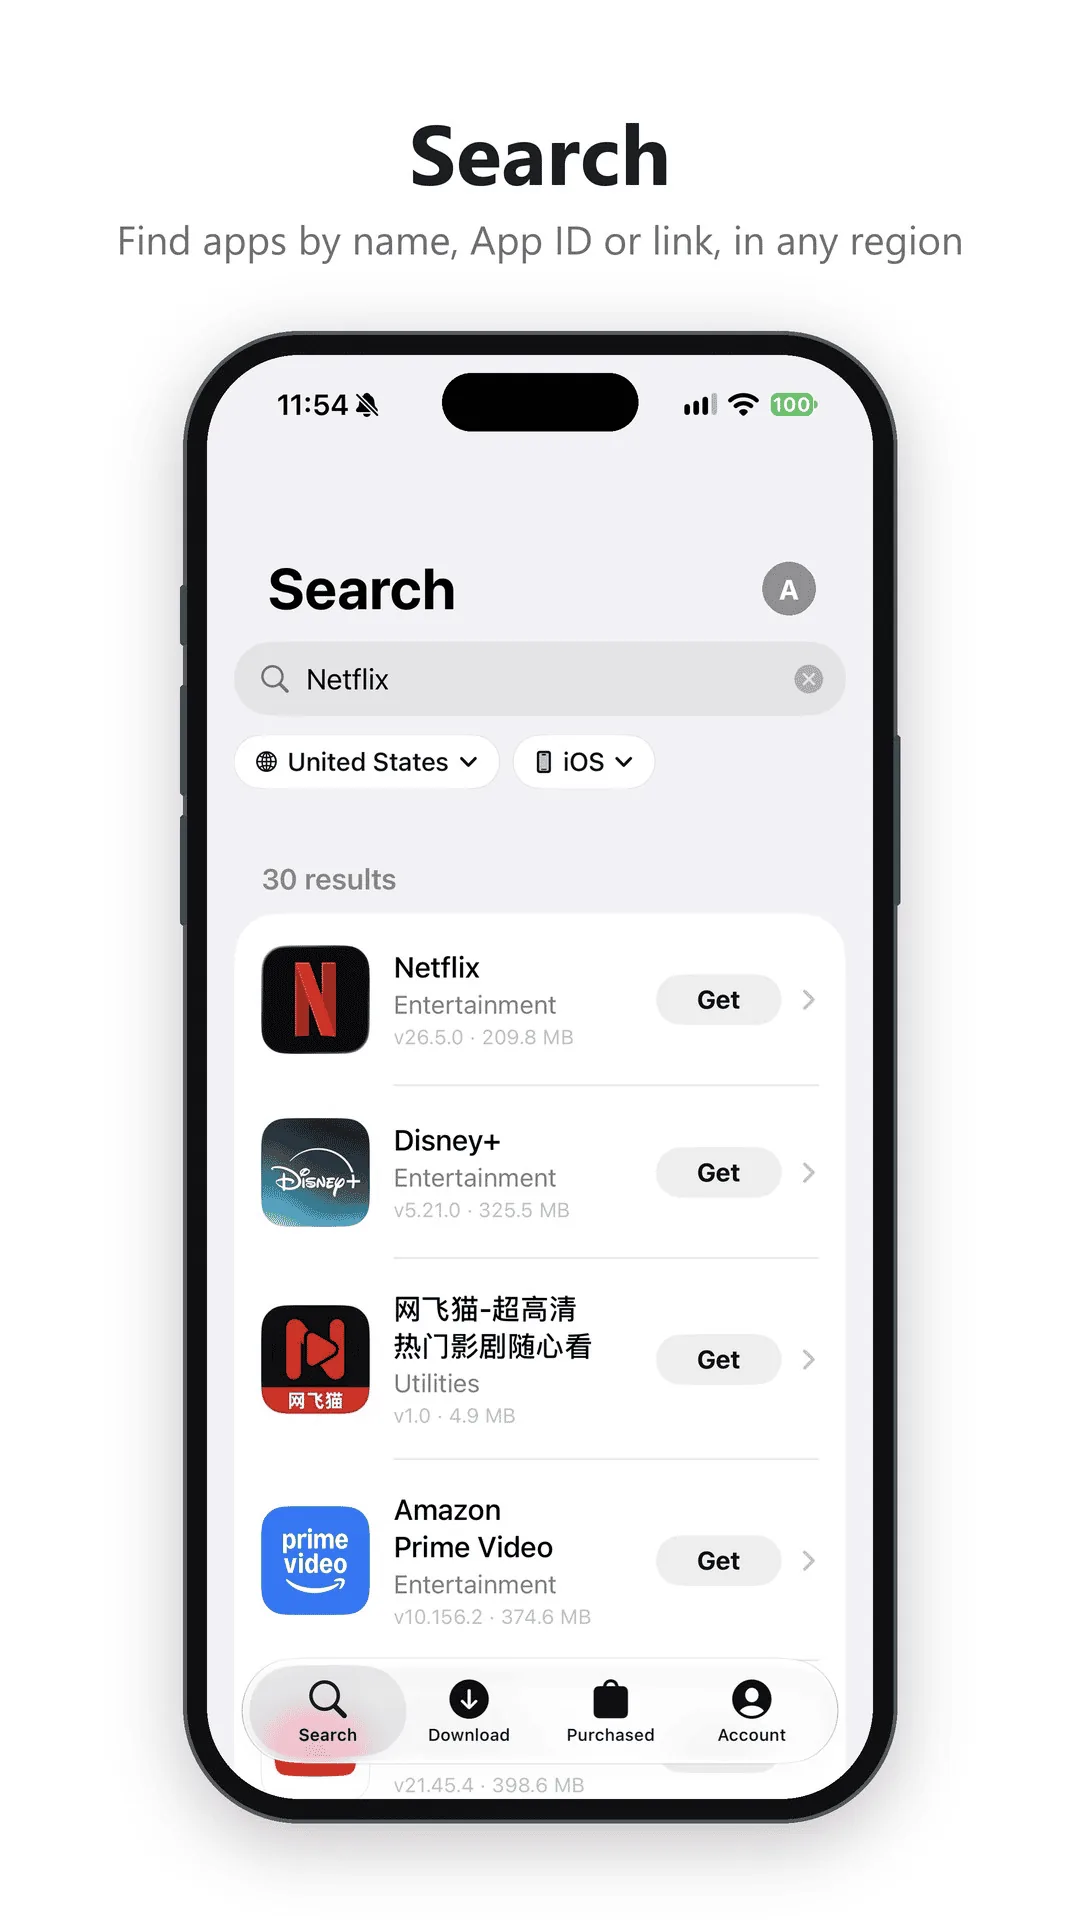 Search
Find apps by name, App ID or link, in any region
11:54
100
Search
A
Netflix
United States
iOS
30 results
Netflix
Entertainment
v26.5.0 · 209.8 MB
Get
Disney+
Disney+
Entertainment
v5.21.0 · 325.5 MB
Get
网飞猫
网飞猫-超高清
热门影剧随心看
Utilities
v1.0 · 4.9 MB
Get
prime
video
Amazon
Prime Video
Entertainment
v10.156.2 · 374.6 MB
Get
Search
Download
Purchased
Account
v21.45.4 · 398.6 MB